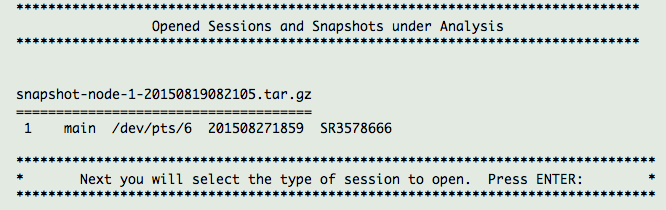 ******************************************************************************
Opened Sessions and Snapshots under Analysis
******************************************************************************
snapshot-node-1-20150819082105.tar.gz
=====================================
1 main /dev/pts/6 201508271859 SR3578666
********************************************************************************
* Next you will select the type of session to open. Press ENTER: *
********************************************************************************